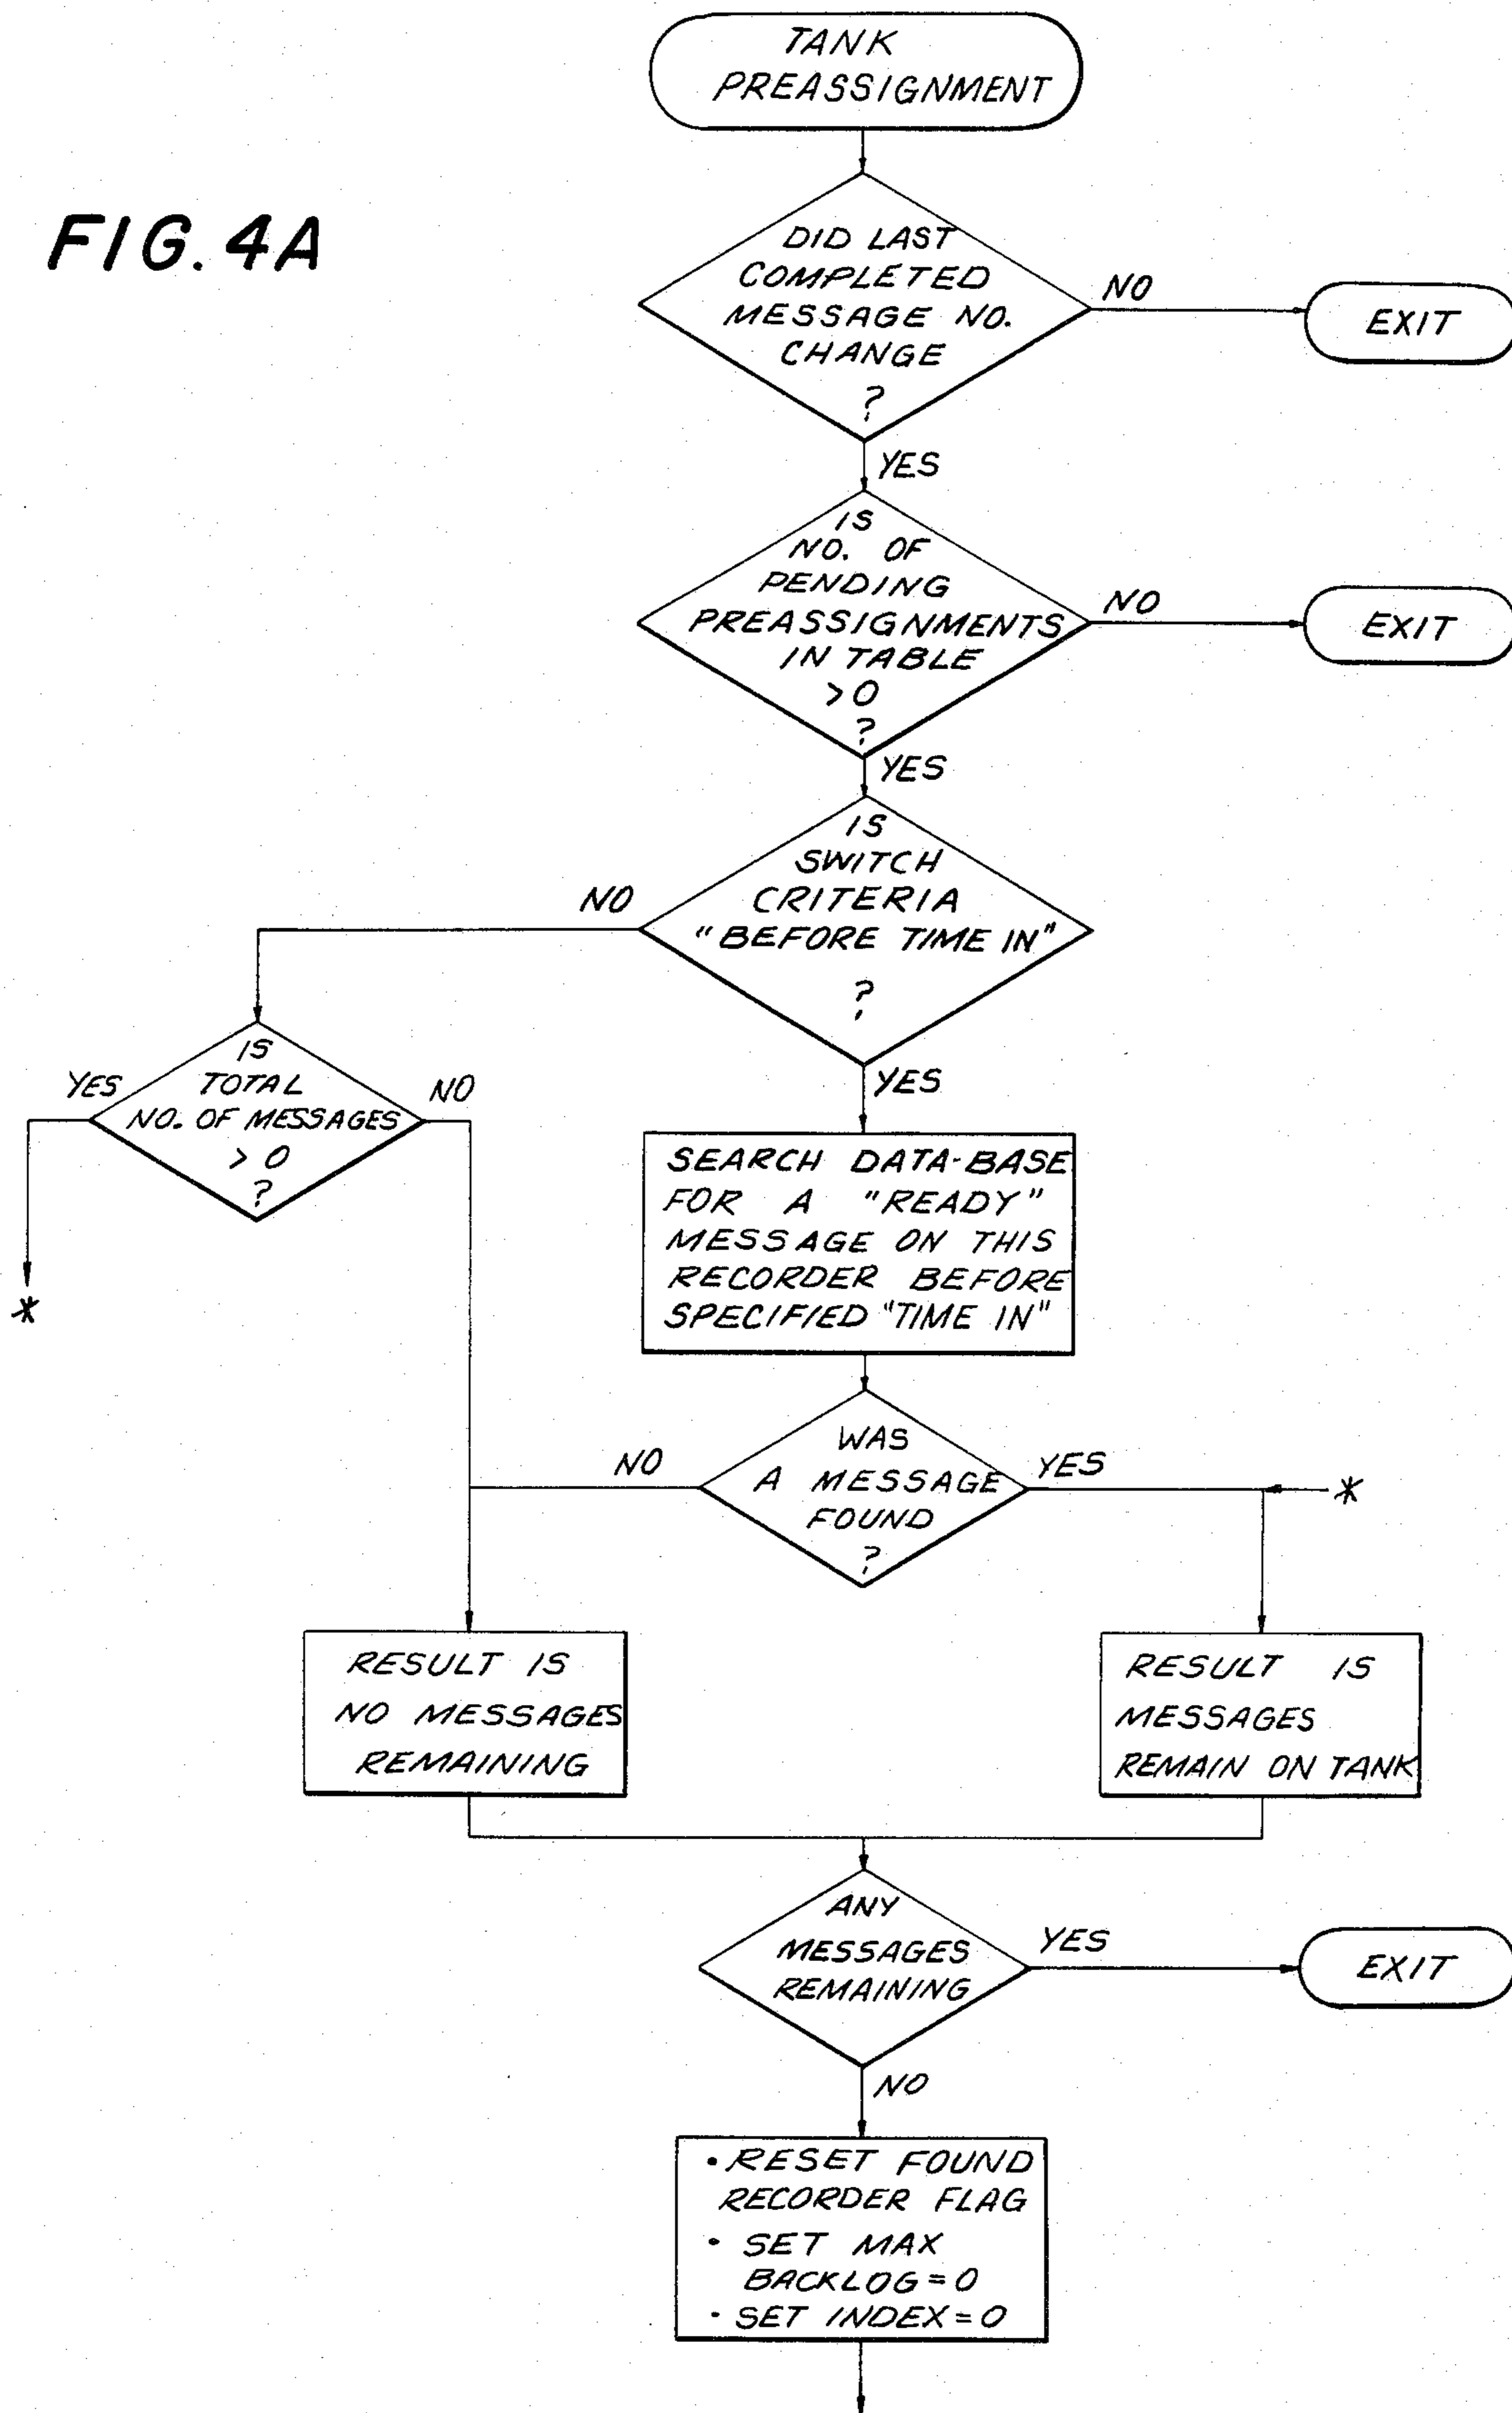 TANK
PREASSIGNMENT
FIG. 4A
DID LAST
COMPLETED
MESSAGE NO.
CHANGE
?
NO
EXIT
YES
IS
NO. OF
PENDING
PREASSIGNMENTS
IN TABLE
> 0
?
NO
EXIT
YES
IS
SWITCH
CRITERIA
"BEFORE TIME IN"
?
NO
YES
IS
TOTAL
NO. OF MESSAGES
> 0
?
YES
NO
*
SEARCH DATA-BASE
FOR A "READY"
MESSAGE ON THIS
RECORDER BEFORE
SPECIFIED "TIME IN"
WAS
A MESSAGE
FOUND
?
NO
YES
*
RESULT IS
NO MESSAGES
REMAINING
RESULT IS
MESSAGES
REMAIN ON TANK
ANY
MESSAGES
REMAINING
YES
EXIT
NO
• RESET FOUND
RECORDER FLAG
• SET MAX
BACKLOG = 0
• SET INDEX = 0